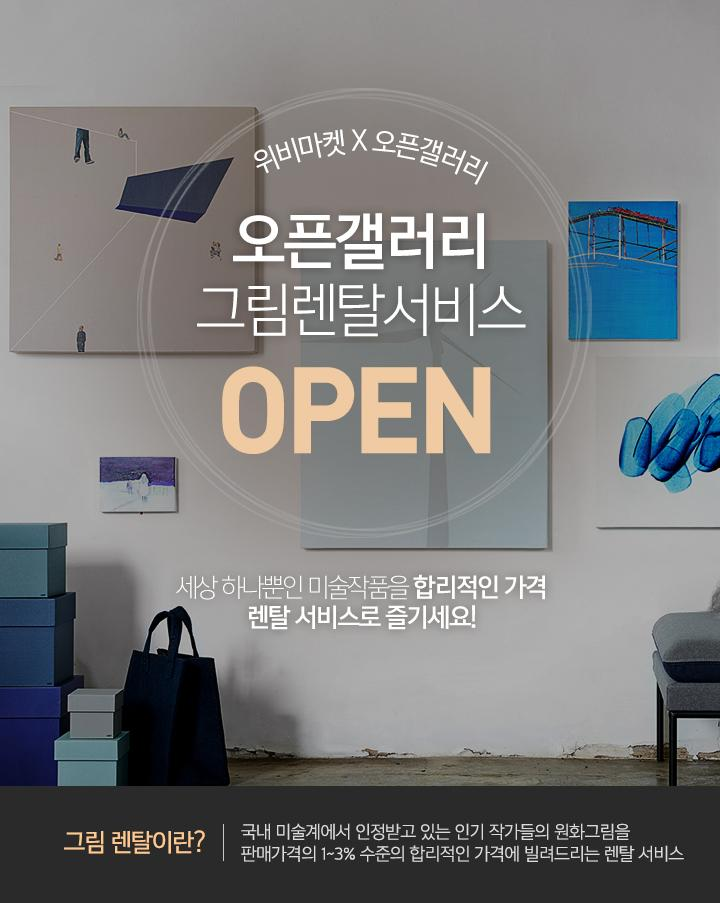 위비마켓 X 오픈갤러리
오픈갤러리
그림렌탈서비스
OPEN
세상 하나뿐인 미술작품을 합리적인 가격
렌탈 서비스로 즐기세요!
그림 렌탈이란?
국내 미술계에서 인정받고 있는 인기 작가들의 원화그림을
판매가격의 1~3% 수준의 합리적인 가격에 빌려드리는 렌탈 서비스